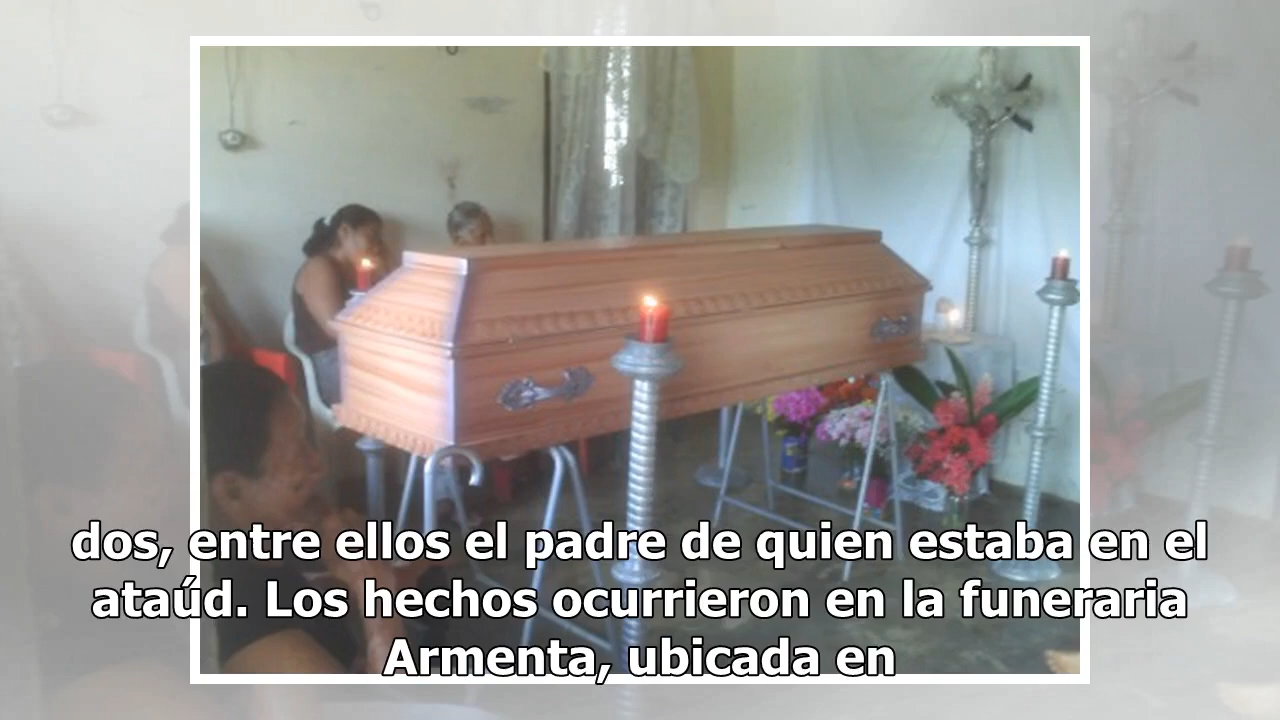 dos, entre ellos el padre de quien estaba en el
ataúd. Los hechos ocurrieron en la funeraria
Armenta, ubicada en